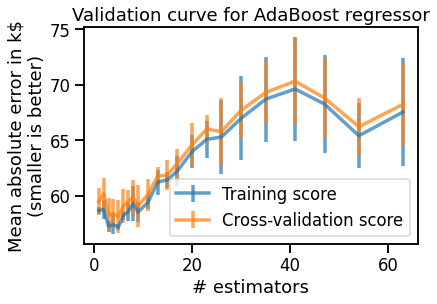 Validation curve for AdaBoost regressor
75
70
65
60
Mean absolute error in k$
(smaller is better)
Training score
Cross-validation score
0
20
40
60
# estimators